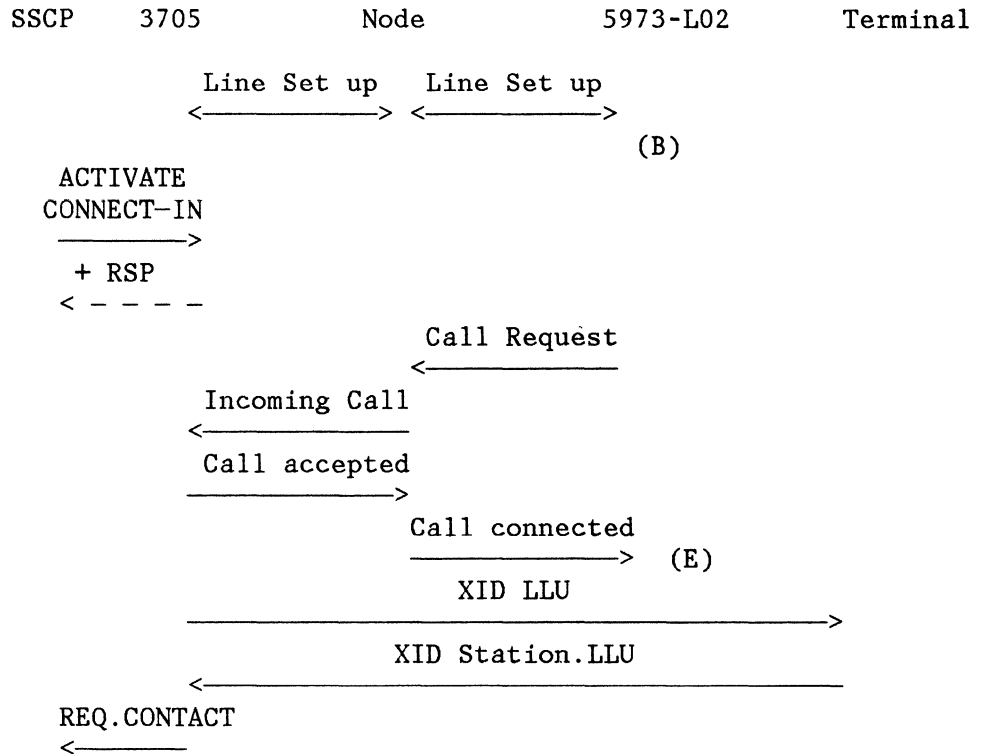 SSCP 3705 Node 5973-L02 Terminal
Line Set up Line Set up
(B)
ACTIVATE
CONNECT-IN
+ RSP
Call Request
Incoming Call
Call accepted
Call connected
(E)
XID LLU
XID Station.LLU
REQ.CONTACT